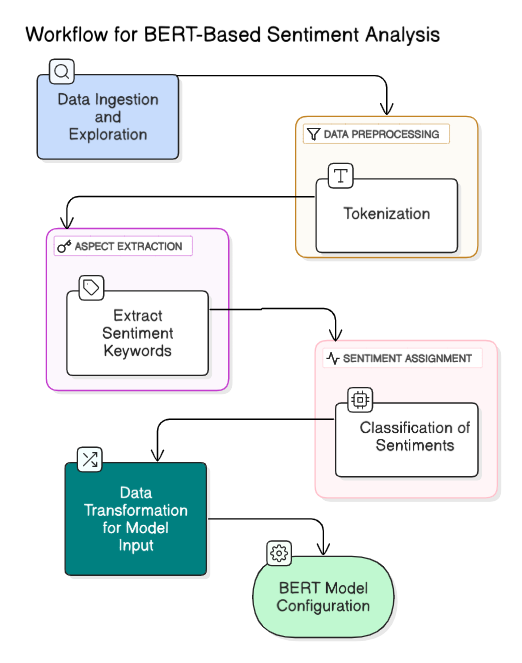 Workflow for BERT-Based Sentiment Analysis
Data Ingestion
and
Exploration
DATA PREPROCESSING
T
Tokenization
ASPECT EXTRACTION
Extract
Sentiment
Keywords
SENTIMENT ASSIGNMENT
Classification of
Sentiments
Data
Transformation
for Model
Input
BERT Model
Configuration